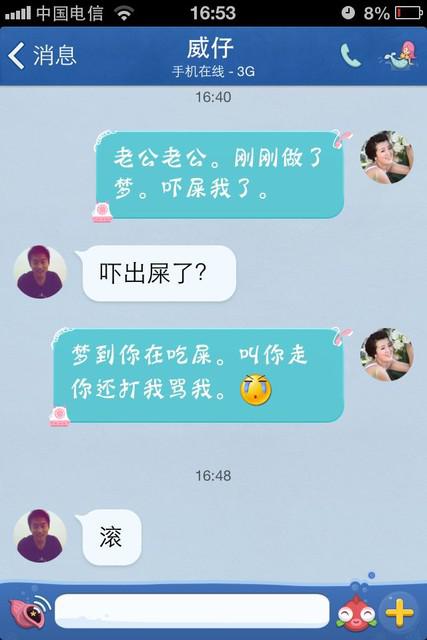 中国电信 16:53 8%
消息 威仔
手机在线 - 3G
16:40
老公老公。刚刚做了
梦。吓屎我了。
吓出屎了？
梦到你在吃屎。叫你走
你还打我骂我。
16:48
滚